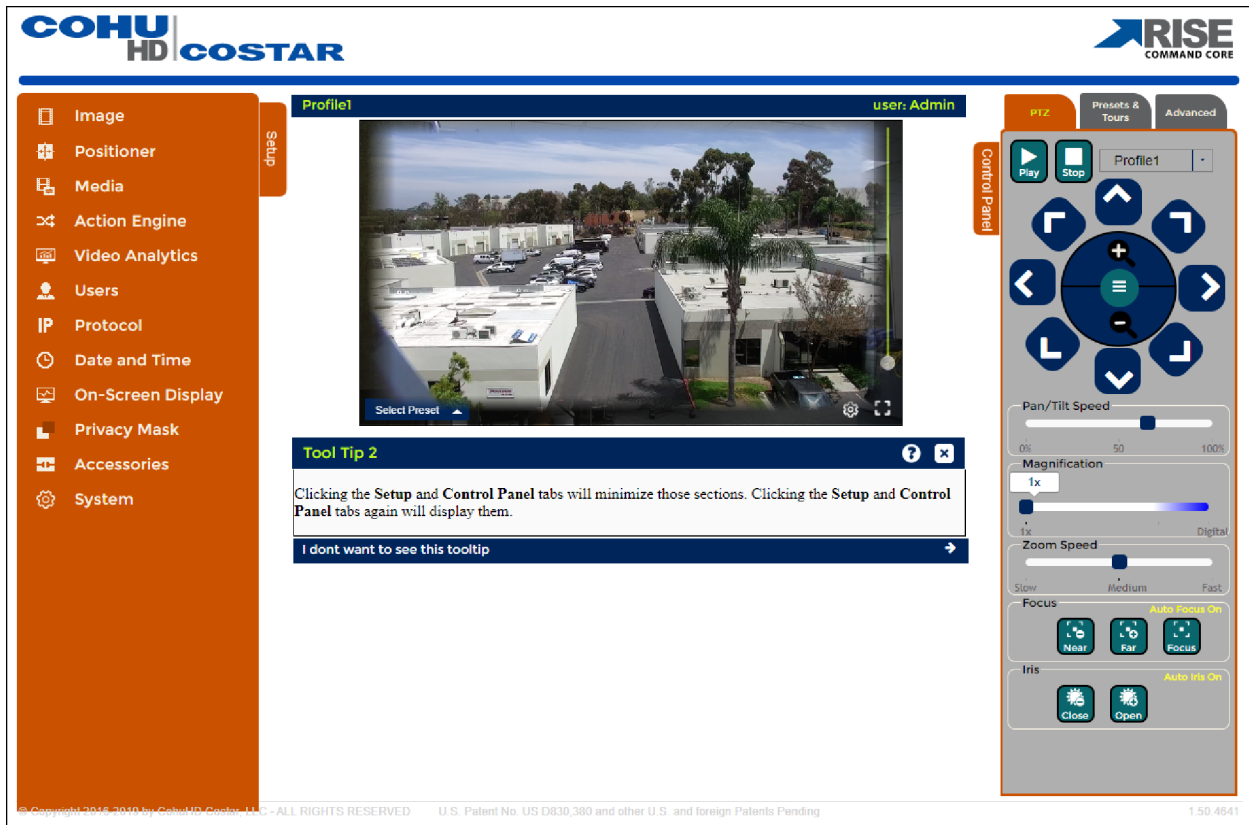 COHU
HD COSTAR
RISE
COMMAND CORE
Image
Positioner
Media
Action Engine
Video Analytics
Users
IP Protocol
Date and Time
On-Screen Display
Privacy Mask
Accessories
System
Setup
Profile1 user: Admin
Select Preset
Tool Tip 2
Clicking the Setup and Control Panel tabs will minimize those sections. Clicking the Setup and Control
Panel tabs again will display them.
I dont want to see this tooltip
Control Panel
PTZ
Presets &
Tours
Advanced
Play
Stop
Profile1
Pan/Tilt Speed
0% 50 100%
Magnification
1x
1x Digital
Zoom Speed
Slow Medium Fast
Focus
Auto Focus On
Near
Far
Focus
Iris
Auto Iris On
Close
Open
© Copyright 2016-2019 by CohuHD Costar, LLC - ALL RIGHTS RESERVED U.S. Patent No. US D830,380 and other U.S. and foreign Patents Pending 1.50.4641